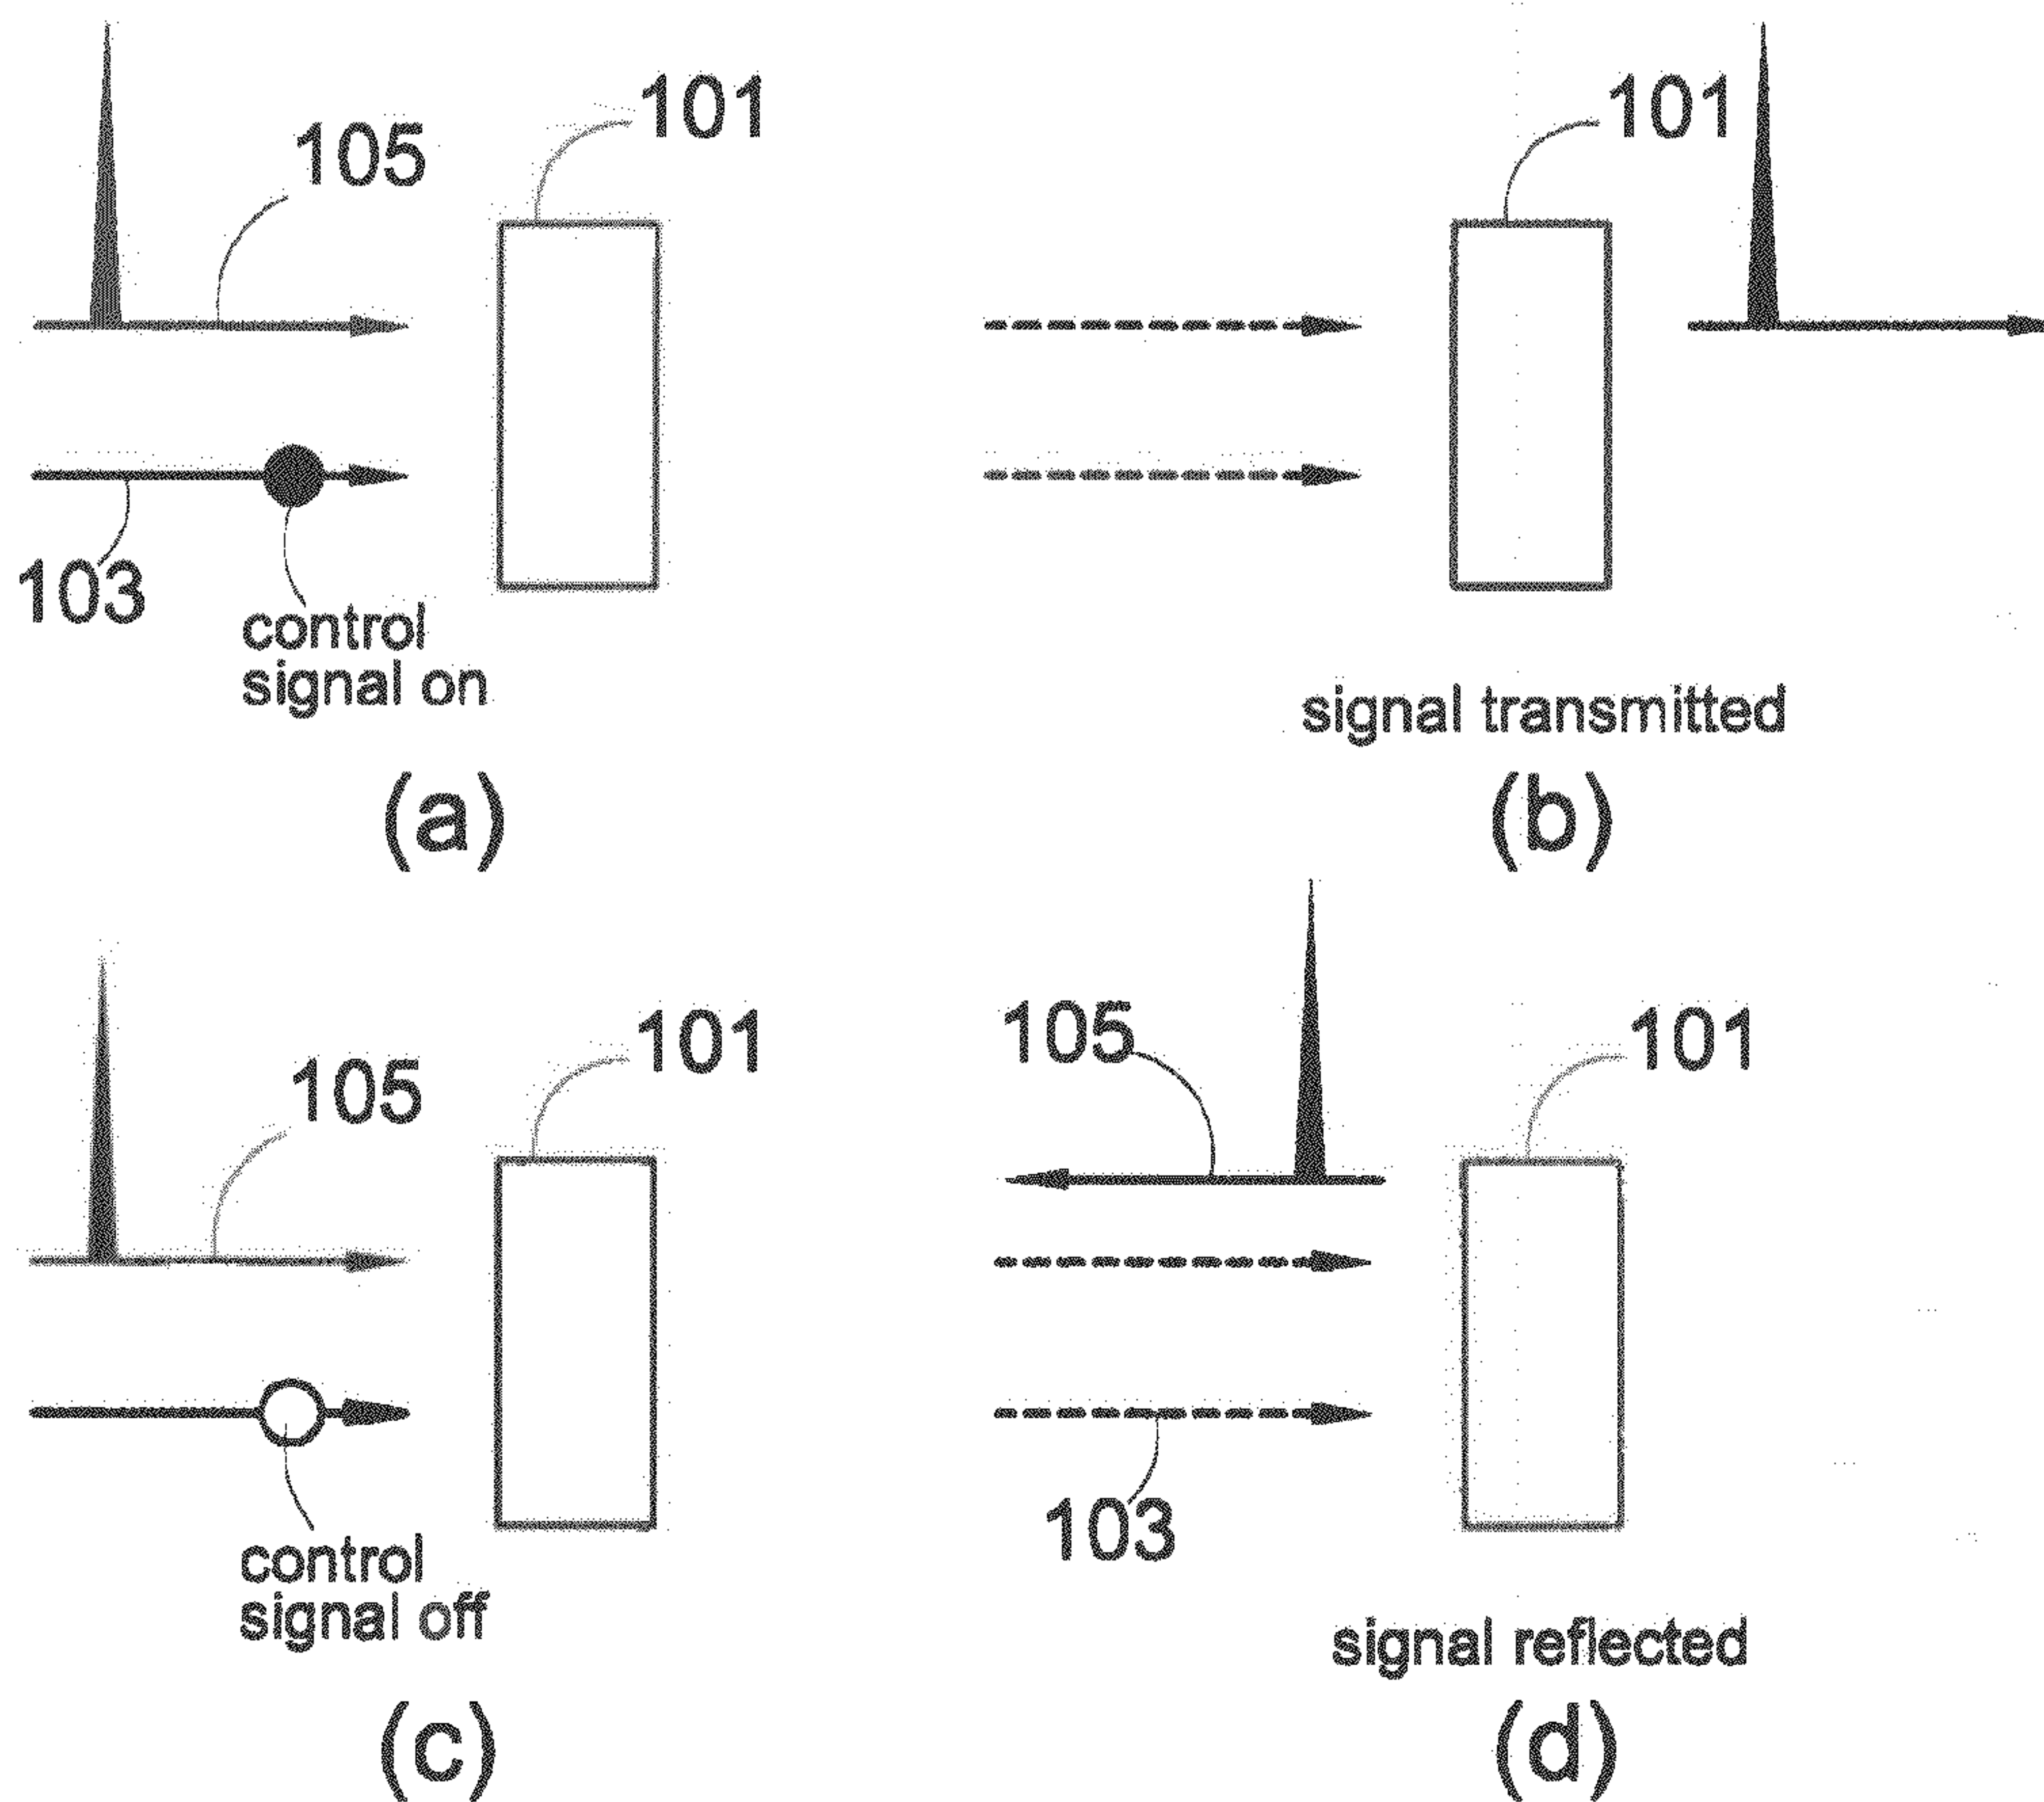 101
105
103
control
signal on
(a)
101
signal transmitted
(b)
101
105
control
signal off
(c)
105
101
103
signal reflected
(d)